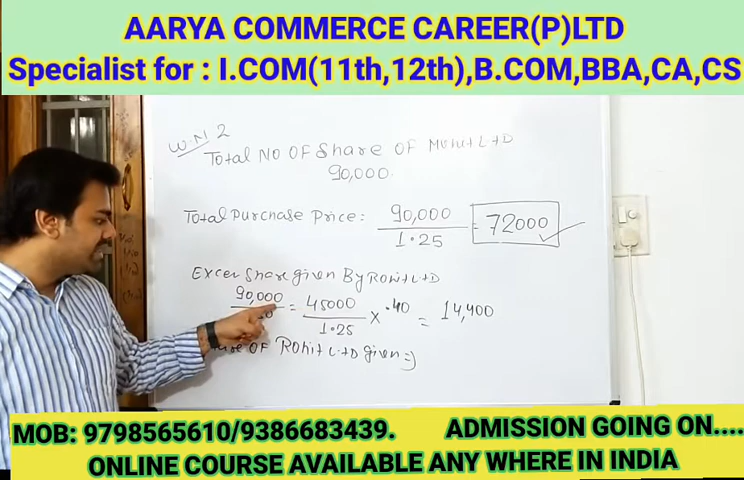 AARYA COMMERCE CAREER(P)LTD
Specialist for : I.COM(11th,12th),B.COM,BBA,CA,CS
WN2
Total NO OF Share OF Mohit LtD
90,000.
Total Purchase Price: 90,000 / 1.25 = 72000
Excer Share given By Rohit LtD
90,000 = 45000 / 1.25 × .40 = 14,400
OF Rohit LtD given =)
MOB: 9798565610/9386683439. ADMISSION GOING ON....
ONLINE COURSE AVAILABLE ANY WHERE IN INDIA